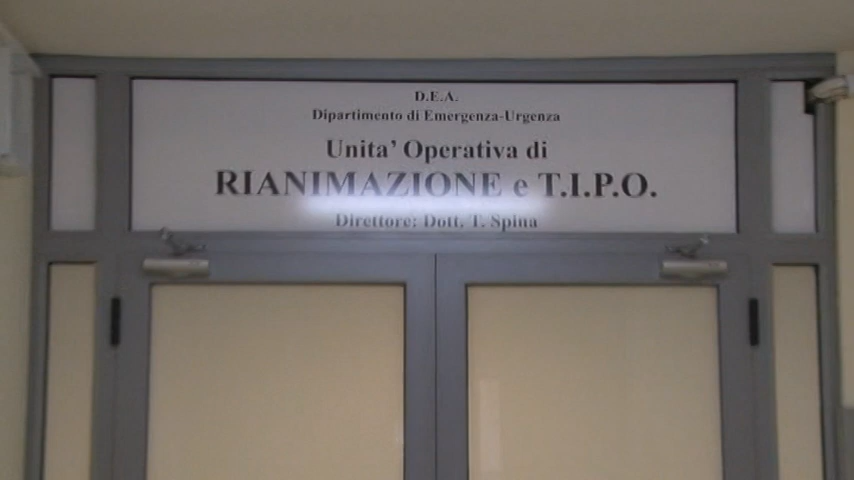 D.E.A.
Dipartimento di Emergenza-Urgenza
Unita' Operativa di
RIANIMAZIONE e T.I.P.O.
Direttore: Dott. T. Spina